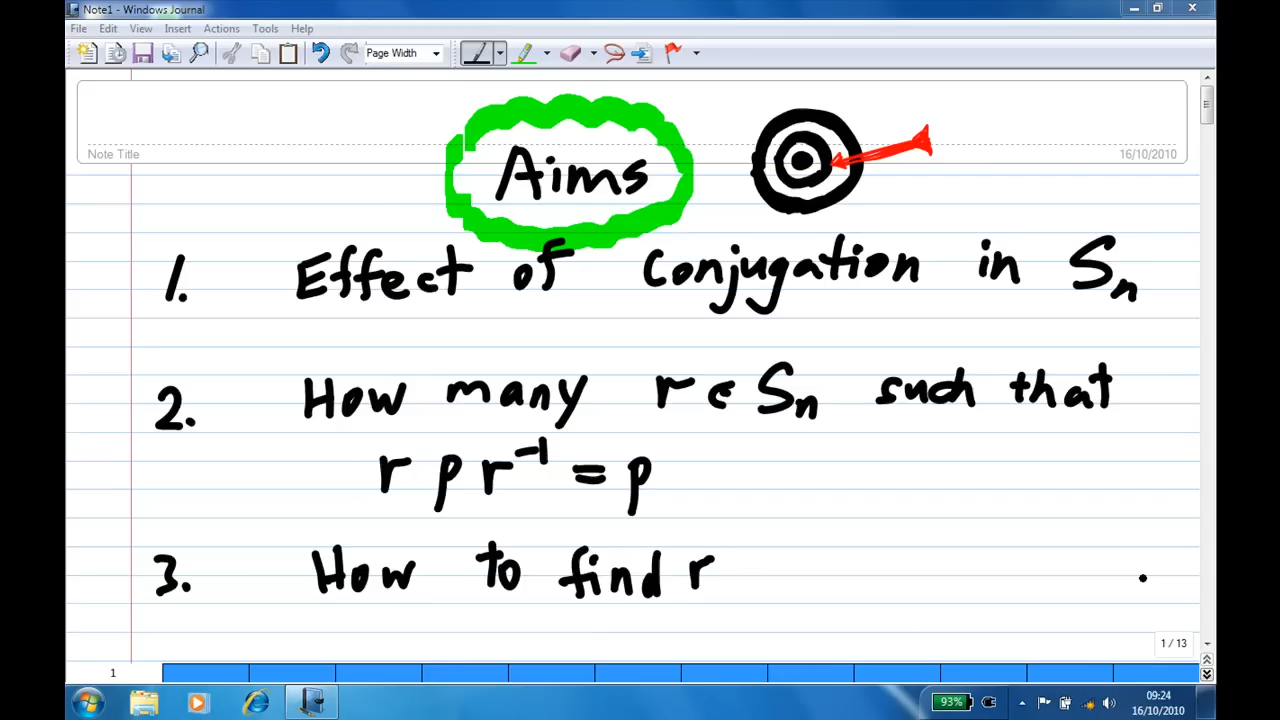 Note1 - Windows Journal
File Edit View Insert Actions Tools Help
Page Width
Aims
Note Title
16/10/2010
1. Effect of Conjugation in Sn
2. How many r ∈ Sn such that
r p r⁻¹ = p
3. How to find r
1 / 13
1
93%
09:24
16/10/2010